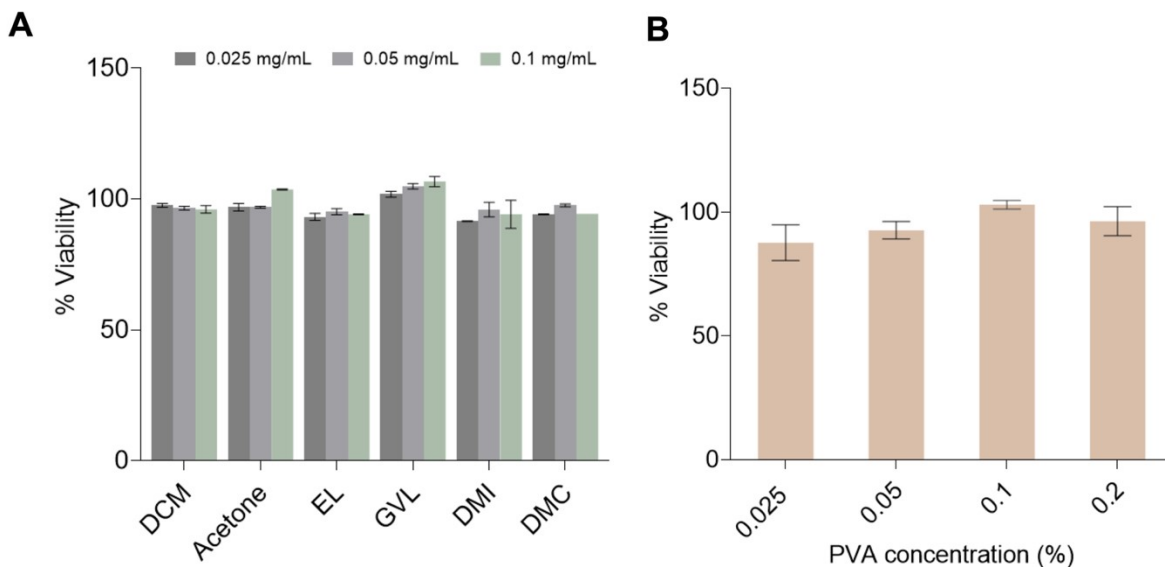 A
0.025 mg/mL 0.05 mg/mL 0.1 mg/mL
150
100
50
0
% Viability
DCM
Acetone
EL
GVL
DMI
DMC
B
150
100
50
0
% Viability
0.025
0.05
0.1
0.2
PVA concentration (%)